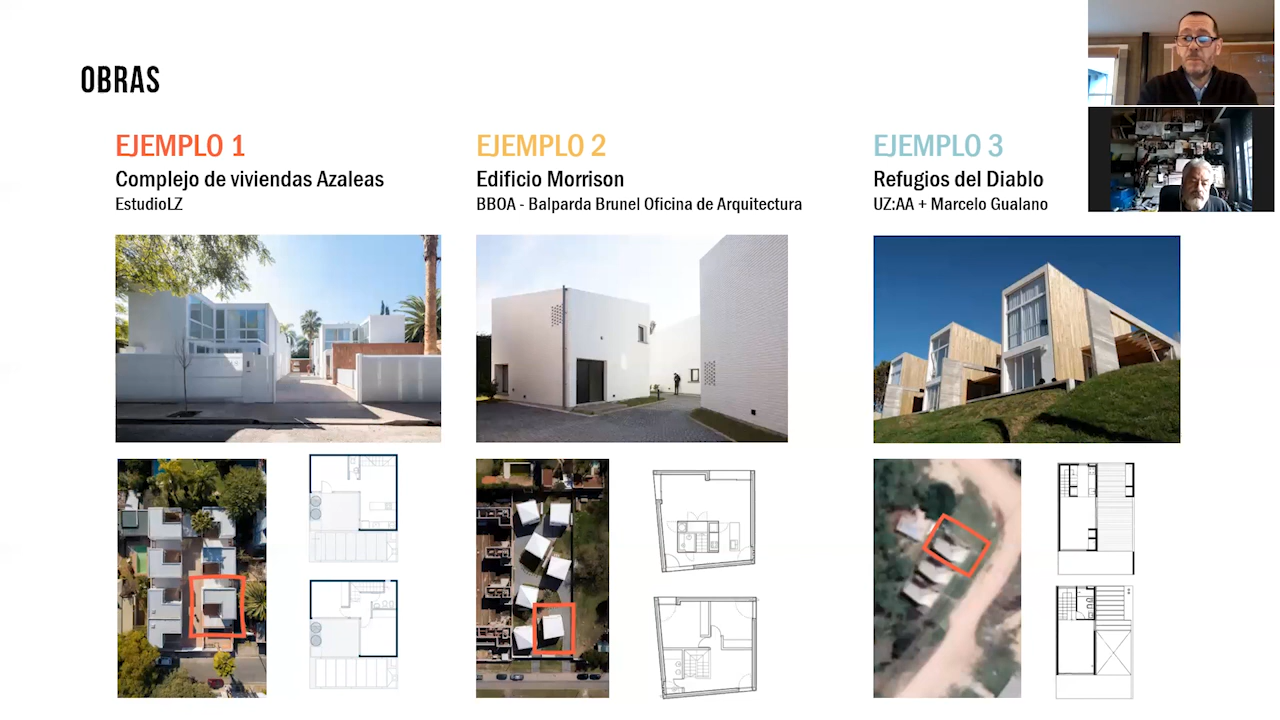 OBRAS
EJEMPLO 1
Complejo de viviendas Azaleas
EstudioLZ
EJEMPLO 2
Edificio Morrison
BBOA - Balparda Brunel Oficina de Arquitectura
EJEMPLO 3
Refugios del Diablo
UZ:AA + Marcelo Gualano